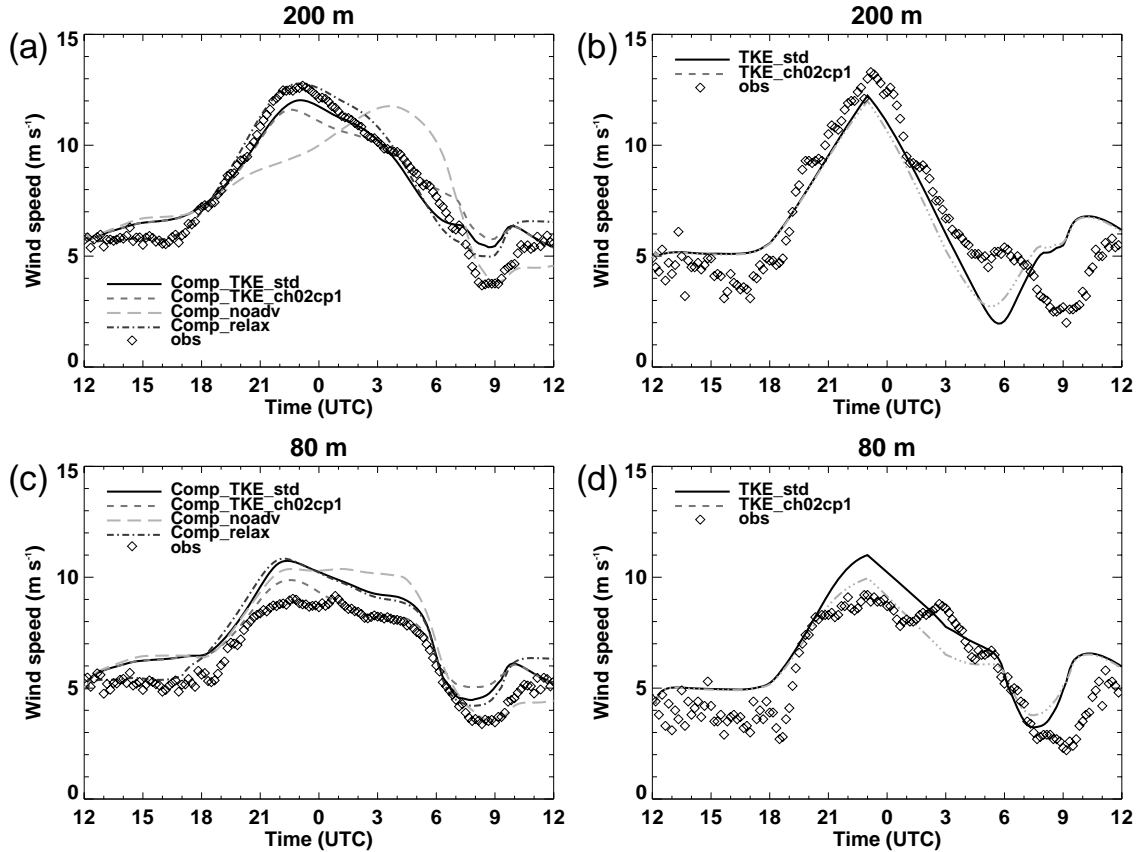 200 m
(a)
15
10
5
0
Wind speed (m s⁻¹)
Comp_TKE_std
Comp_TKE_ch02cp1
Comp_noadv
Comp_relax
obs
12 15 18 21 0 3 6 9 12
Time (UTC)
200 m
(b)
15
10
5
0
Wind speed (m s⁻¹)
TKE_std
TKE_ch02cp1
obs
12 15 18 21 0 3 6 9 12
Time (UTC)
80 m
(c)
15
10
5
0
Wind speed (m s⁻¹)
Comp_TKE_std
Comp_TKE_ch02cp1
Comp_noadv
Comp_relax
obs
12 15 18 21 0 3 6 9 12
Time (UTC)
80 m
(d)
15
10
5
0
Wind speed (m s⁻¹)
TKE_std
TKE_ch02cp1
obs
12 15 18 21 0 3 6 9 12
Time (UTC)